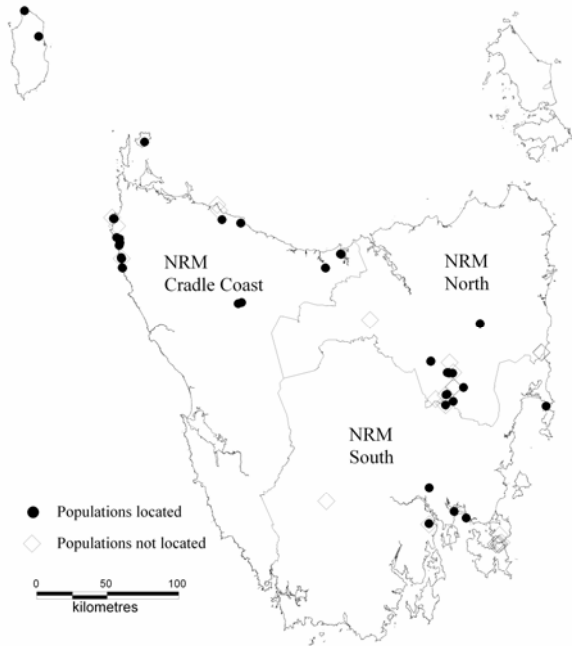 NRM
Cradle Coast
NRM
North
NRM
South
Populations located
Populations not located
0 50 100
kilometres